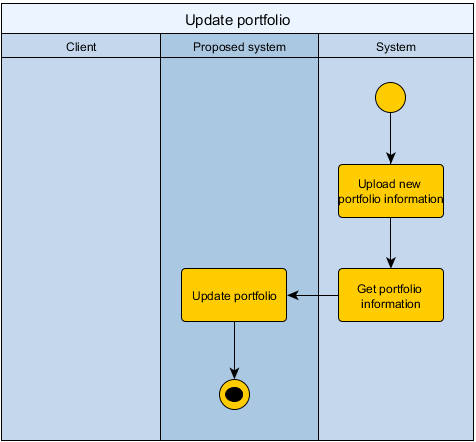 Update portfolio
Client
Proposed system
System
Upload new
portfolio information
Get portfolio
information
Update portfolio